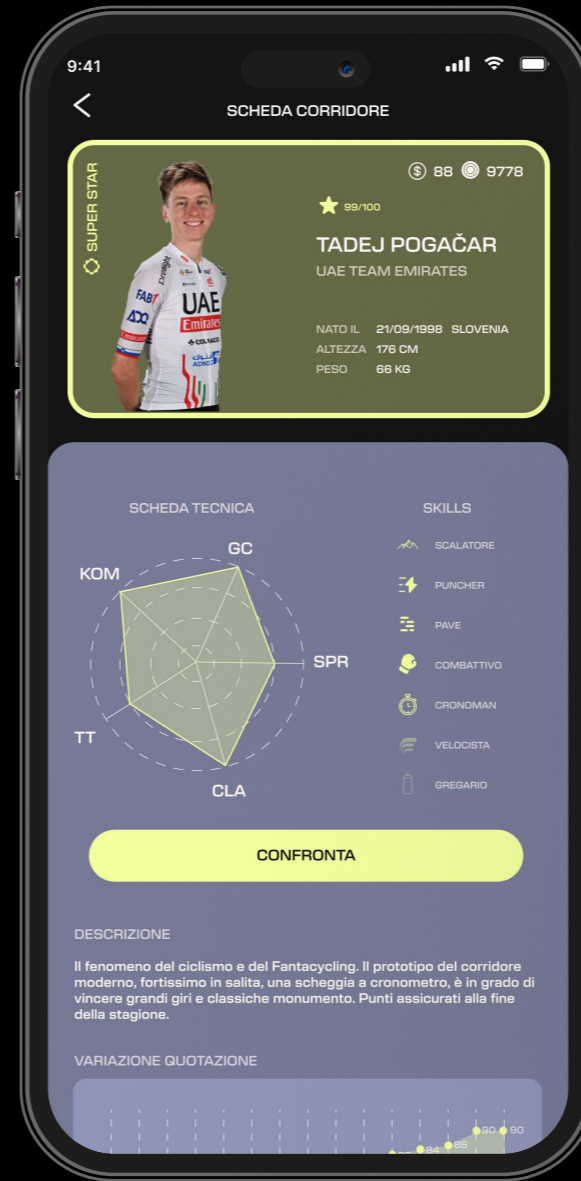 9:41
SCHEDA CORRIDORE
SUPER STAR
88 9778
99/100
TADEJ POGAČAR
UAE TEAM EMIRATES
NATO IL 21/09/1998 SLOVENIA
ALTEZZA 176 CM
PESO 66 KG
UAE
Emirates
SCHEDA TECNICA
GC
KOM
SPR
TT
CLA
SKILLS
SCALATORE
PUNCHER
PAVE
COMBATTIVO
CRONOMAN
VELOCISTA
GREGARIO
CONFRONTA
DESCRIZIONE
Il fenomeno del ciclismo e del Fantacycling. Il prototipo del corridore
moderno, fortissimo in salita, una scheggia a cronometro, è in grado di
vincere grandi giri e classiche monumento. Punti assicurati alla fine
della stagione.
VARIAZIONE QUOTAZIONE
84 86 90 90